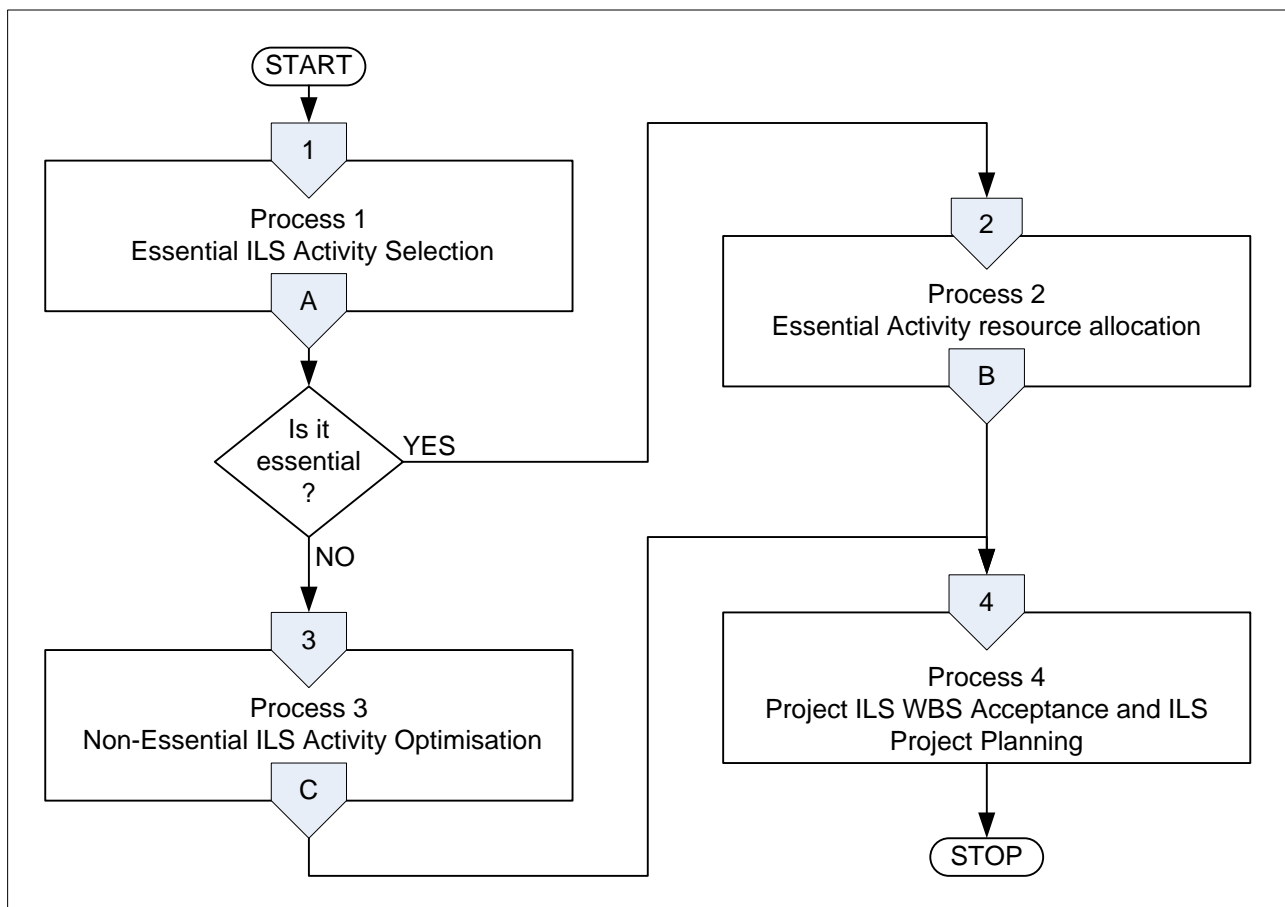 START
1
Process 1
Essential ILS Activity Selection
A
Is it
essential
?
YES
NO
3
Process 3
Non-Essential ILS Activity Optimisation
C
2
Process 2
Essential Activity resource allocation
B
4
Process 4
Project ILS WBS Acceptance and ILS
Project Planning
STOP